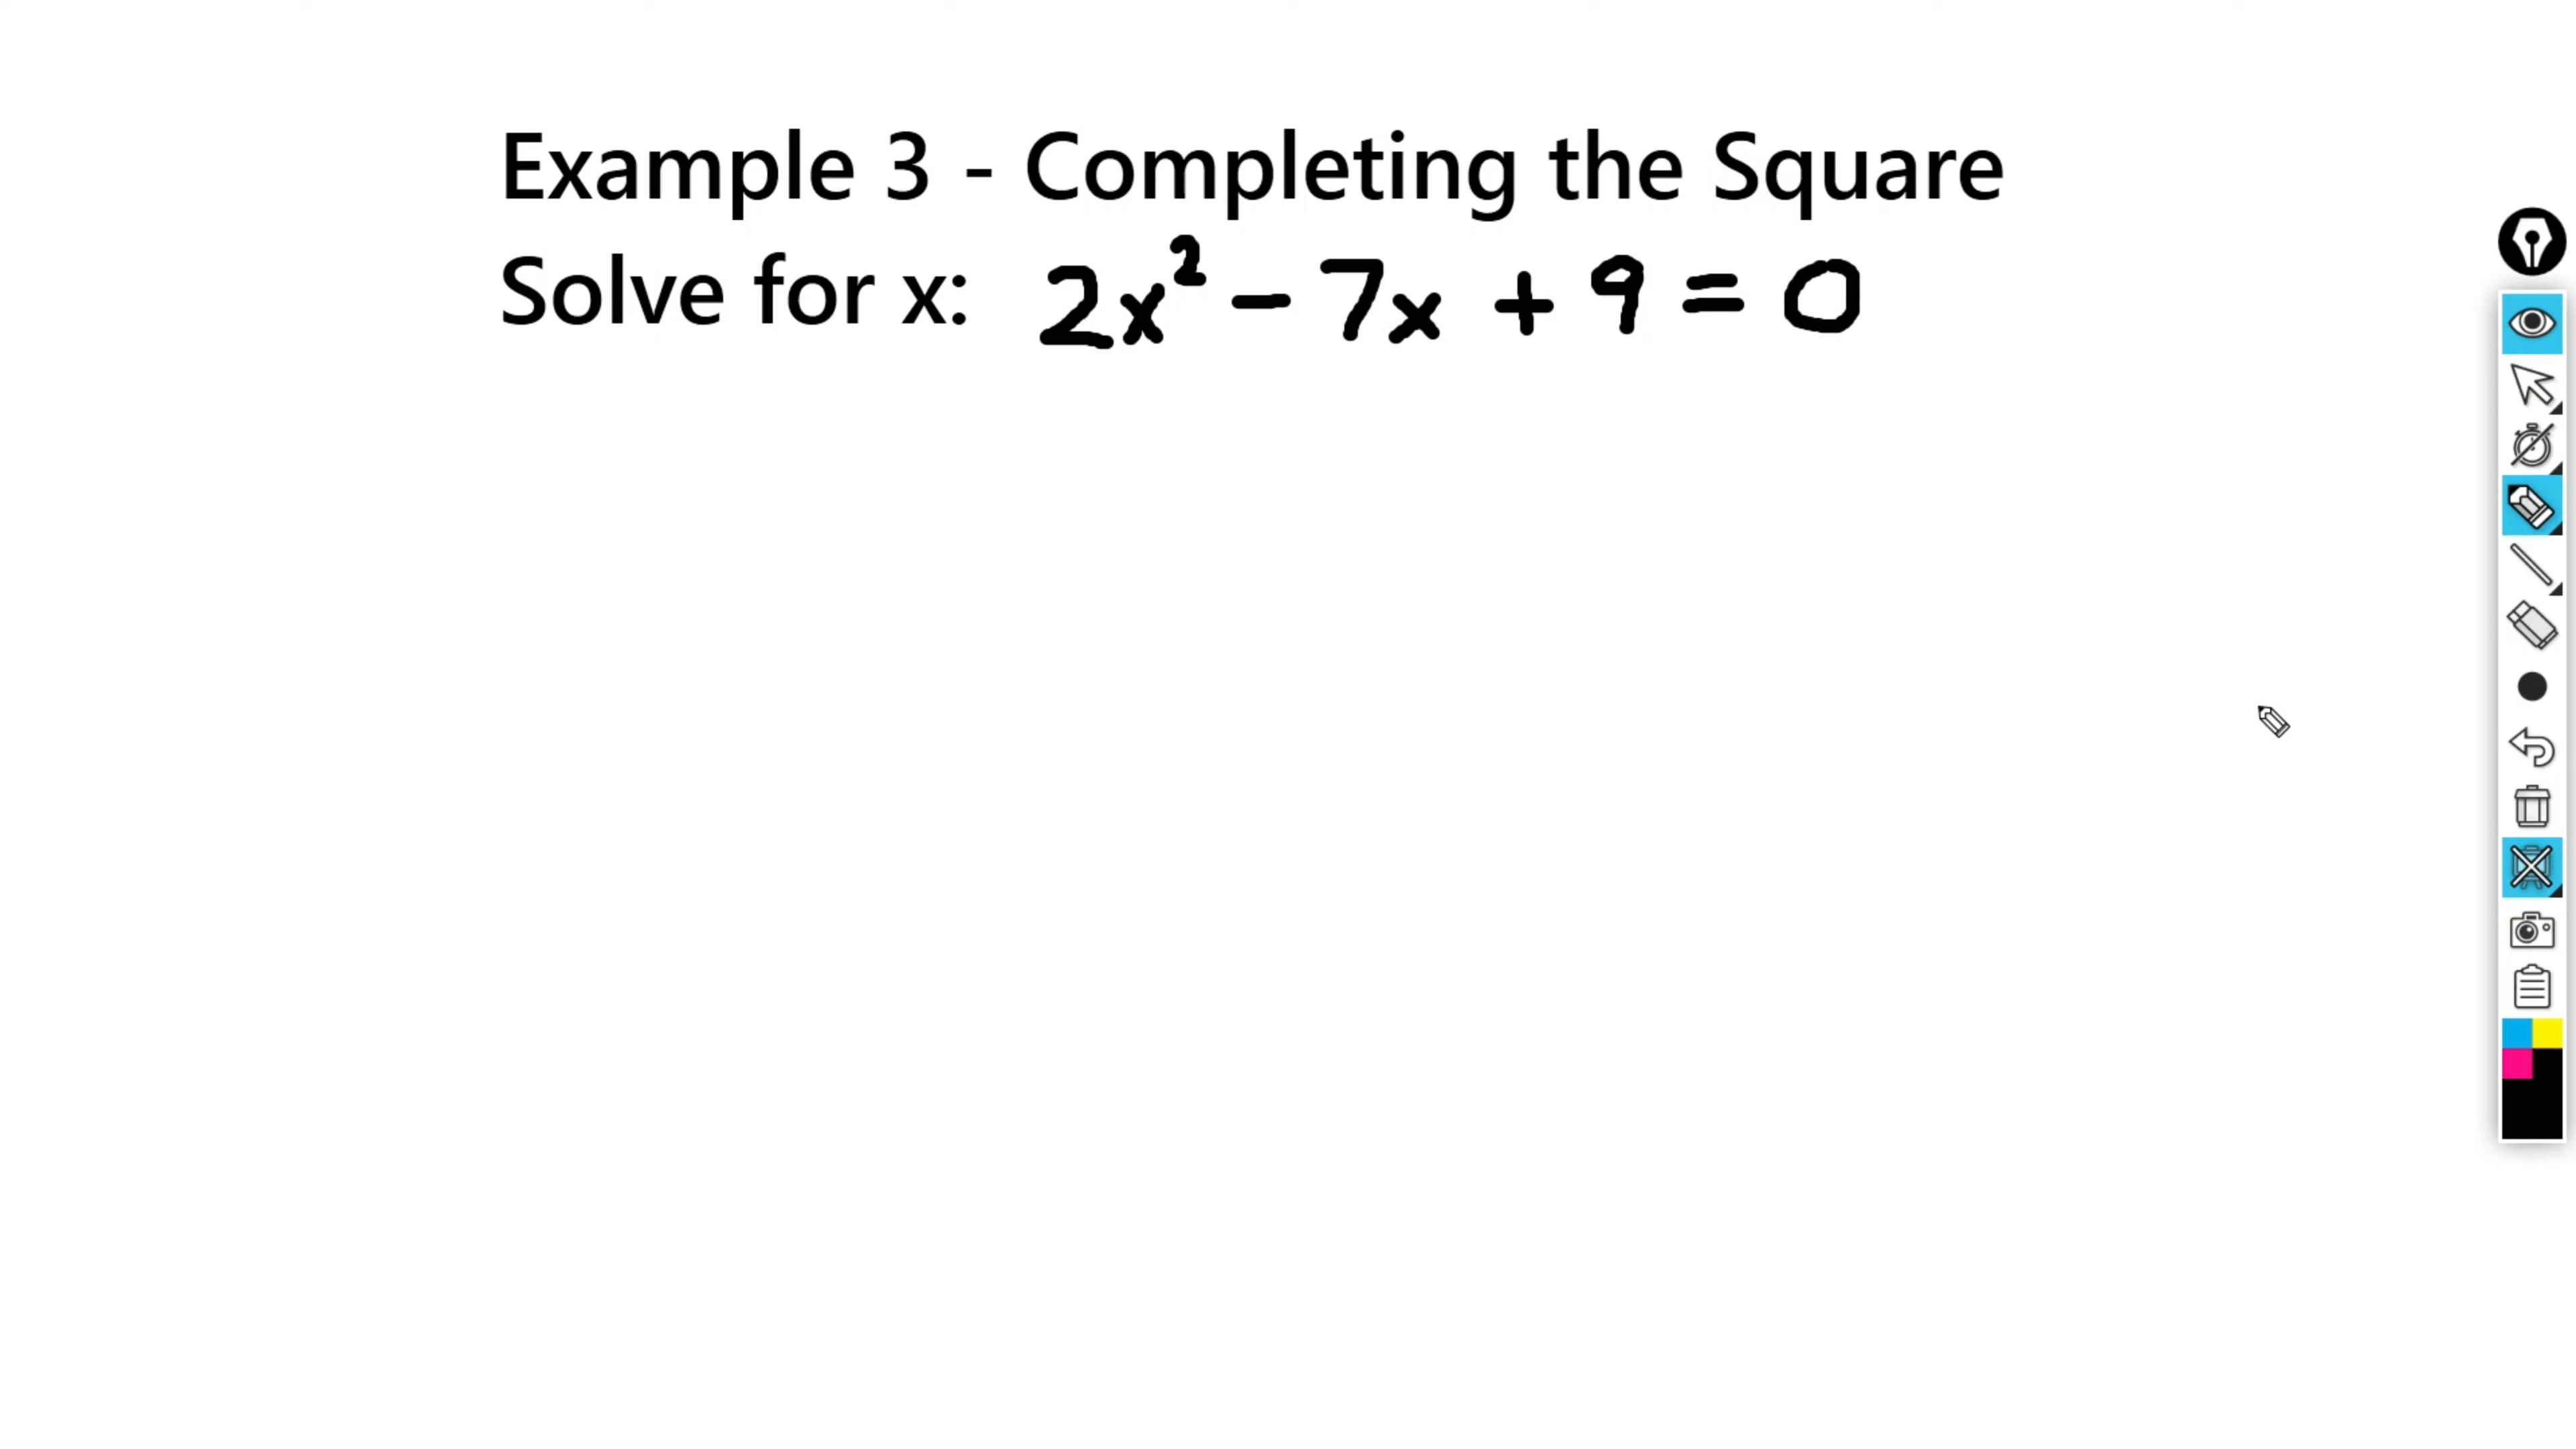 Example 3 - Completing the Square
Solve for x: 2x² - 7x + 9 = 0